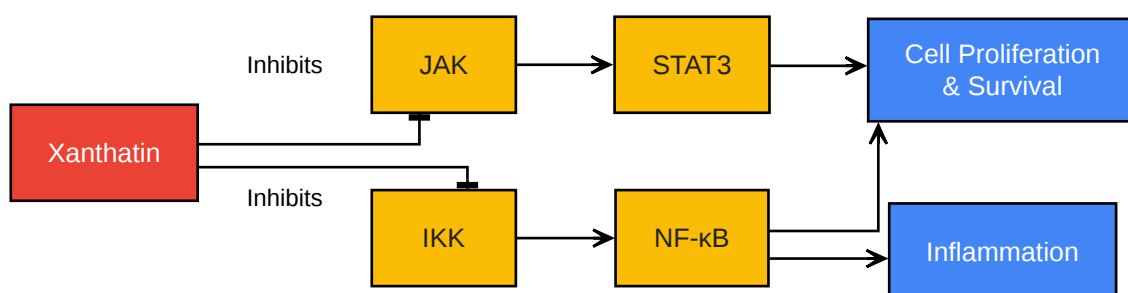 Inhibits
JAK
STAT3
Cell Proliferation
& Survival
Xanthatin
Inhibits
IKK
NF-κB
Inflammation